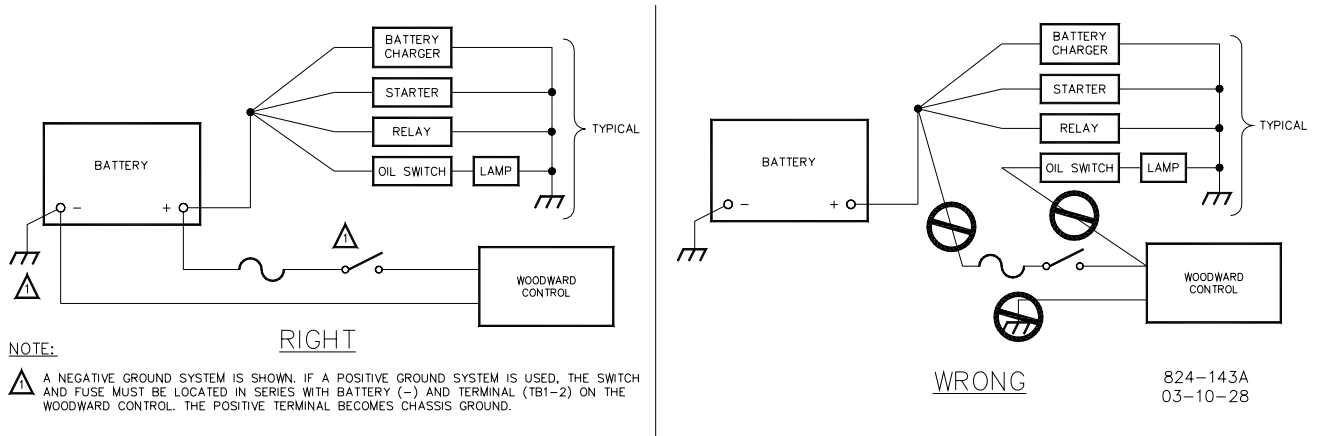 BATTERY
CHARGER
STARTER
RELAY
OIL SWITCH
LAMP
TYPICAL
BATTERY
-
+
1
1
WOODWARD
CONTROL
RIGHT
NOTE:
1 A NEGATIVE GROUND SYSTEM IS SHOWN. IF A POSITIVE GROUND SYSTEM IS USED, THE SWITCH
AND FUSE MUST BE LOCATED IN SERIES WITH BATTERY (-) AND TERMINAL (TB1-2) ON THE
WOODWARD CONTROL. THE POSITIVE TERMINAL BECOMES CHASSIS GROUND.
BATTERY
CHARGER
STARTER
RELAY
OIL SWITCH
LAMP
TYPICAL
BATTERY
-
+
WOODWARD
CONTROL
WRONG
824-143A
03-10-28